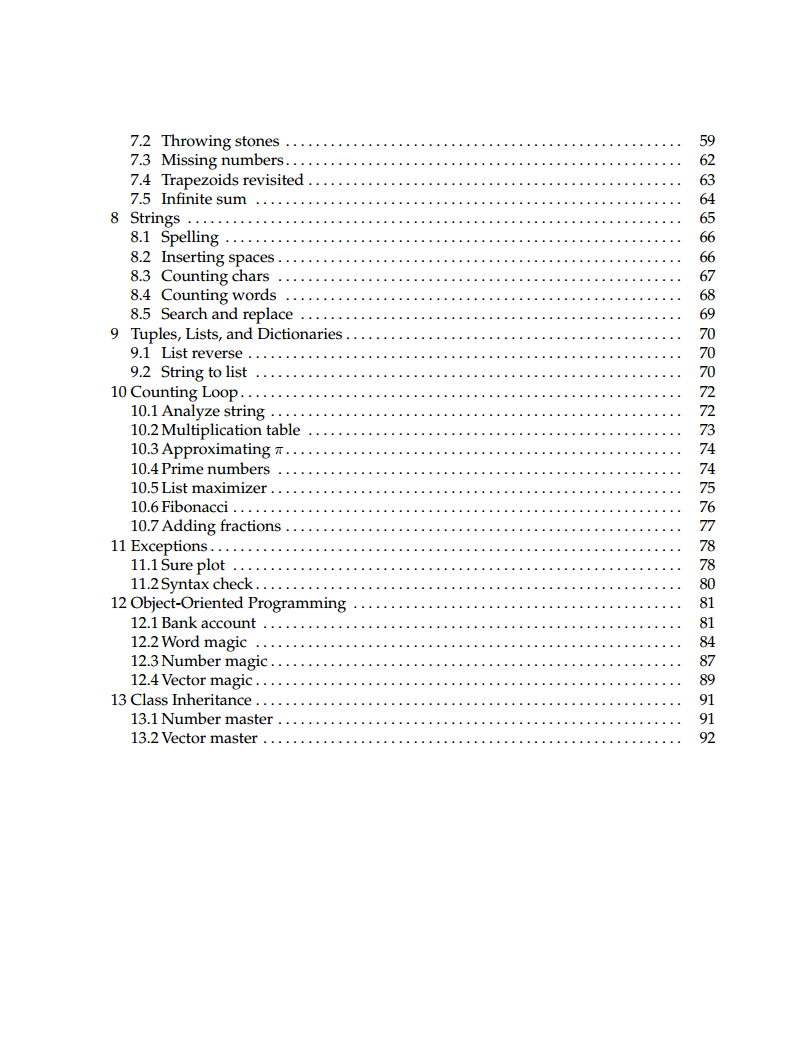 7.2 Throwing stones . . . . . . . . . . . . . . . . . . . . . . . . . . . . . . . . . . . . . . . . . . . . . . . . . . . . . 59
7.3 Missing numbers . . . . . . . . . . . . . . . . . . . . . . . . . . . . . . . . . . . . . . . . . . . . . . . . . . . . . 62
7.4 Trapezoids revisited . . . . . . . . . . . . . . . . . . . . . . . . . . . . . . . . . . . . . . . . . . . . . . . . . . 63
7.5 Infinite sum . . . . . . . . . . . . . . . . . . . . . . . . . . . . . . . . . . . . . . . . . . . . . . . . . . . . . . . . . 64
8 Strings . . . . . . . . . . . . . . . . . . . . . . . . . . . . . . . . . . . . . . . . . . . . . . . . . . . . . . . . . . . . . . . . . . 65
8.1 Spelling . . . . . . . . . . . . . . . . . . . . . . . . . . . . . . . . . . . . . . . . . . . . . . . . . . . . . . . . . . . . . 66
8.2 Inserting spaces . . . . . . . . . . . . . . . . . . . . . . . . . . . . . . . . . . . . . . . . . . . . . . . . . . . . . . 66
8.3 Counting chars . . . . . . . . . . . . . . . . . . . . . . . . . . . . . . . . . . . . . . . . . . . . . . . . . . . . . . 67
8.4 Counting words . . . . . . . . . . . . . . . . . . . . . . . . . . . . . . . . . . . . . . . . . . . . . . . . . . . . . 68
8.5 Search and replace . . . . . . . . . . . . . . . . . . . . . . . . . . . . . . . . . . . . . . . . . . . . . . . . . . . 69
9 Tuples, Lists, and Dictionaries . . . . . . . . . . . . . . . . . . . . . . . . . . . . . . . . . . . . . . . . . . . . . 70
9.1 List reverse . . . . . . . . . . . . . . . . . . . . . . . . . . . . . . . . . . . . . . . . . . . . . . . . . . . . . . . . . . 70
9.2 String to list . . . . . . . . . . . . . . . . . . . . . . . . . . . . . . . . . . . . . . . . . . . . . . . . . . . . . . . . . 70
10 Counting Loop . . . . . . . . . . . . . . . . . . . . . . . . . . . . . . . . . . . . . . . . . . . . . . . . . . . . . . . . . . . 72
10.1 Analyze string . . . . . . . . . . . . . . . . . . . . . . . . . . . . . . . . . . . . . . . . . . . . . . . . . . . . . . . 72
10.2 Multiplication table . . . . . . . . . . . . . . . . . . . . . . . . . . . . . . . . . . . . . . . . . . . . . . . . . . 73
10.3 Approximating π . . . . . . . . . . . . . . . . . . . . . . . . . . . . . . . . . . . . . . . . . . . . . . . . . . . . . 74
10.4 Prime numbers . . . . . . . . . . . . . . . . . . . . . . . . . . . . . . . . . . . . . . . . . . . . . . . . . . . . . . 74
10.5 List maximizer . . . . . . . . . . . . . . . . . . . . . . . . . . . . . . . . . . . . . . . . . . . . . . . . . . . . . . . 75
10.6 Fibonacci . . . . . . . . . . . . . . . . . . . . . . . . . . . . . . . . . . . . . . . . . . . . . . . . . . . . . . . . . . . . 76
10.7 Adding fractions . . . . . . . . . . . . . . . . . . . . . . . . . . . . . . . . . . . . . . . . . . . . . . . . . . . . . 77
11 Exceptions . . . . . . . . . . . . . . . . . . . . . . . . . . . . . . . . . . . . . . . . . . . . . . . . . . . . . . . . . . . . . . . 78
11.1 Sure plot . . . . . . . . . . . . . . . . . . . . . . . . . . . . . . . . . . . . . . . . . . . . . . . . . . . . . . . . . . . . 78
11.2 Syntax check . . . . . . . . . . . . . . . . . . . . . . . . . . . . . . . . . . . . . . . . . . . . . . . . . . . . . . . . . 80
12 Object-Oriented Programming . . . . . . . . . . . . . . . . . . . . . . . . . . . . . . . . . . . . . . . . . . . . 81
12.1 Bank account . . . . . . . . . . . . . . . . . . . . . . . . . . . . . . . . . . . . . . . . . . . . . . . . . . . . . . . . 81
12.2 Word magic . . . . . . . . . . . . . . . . . . . . . . . . . . . . . . . . . . . . . . . . . . . . . . . . . . . . . . . . . 84
12.3 Number magic . . . . . . . . . . . . . . . . . . . . . . . . . . . . . . . . . . . . . . . . . . . . . . . . . . . . . . . 87
12.4 Vector magic . . . . . . . . . . . . . . . . . . . . . . . . . . . . . . . . . . . . . . . . . . . . . . . . . . . . . . . . . 89
13 Class Inheritance . . . . . . . . . . . . . . . . . . . . . . . . . . . . . . . . . . . . . . . . . . . . . . . . . . . . . . . . . 91
13.1 Number master . . . . . . . . . . . . . . . . . . . . . . . . . . . . . . . . . . . . . . . . . . . . . . . . . . . . . . 91
13.2 Vector master . . . . . . . . . . . . . . . . . . . . . . . . . . . . . . . . . . . . . . . . . . . . . . . . . . . . . . . . 92